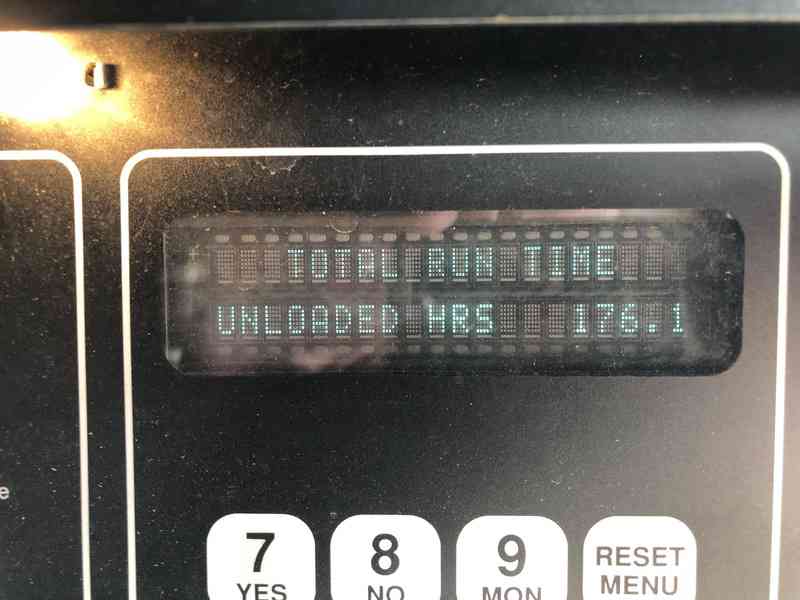 TOTAL RUN TIME
UNLOADED HRS 176.1
e
7 8 9 RESET
YES NO MON MENU